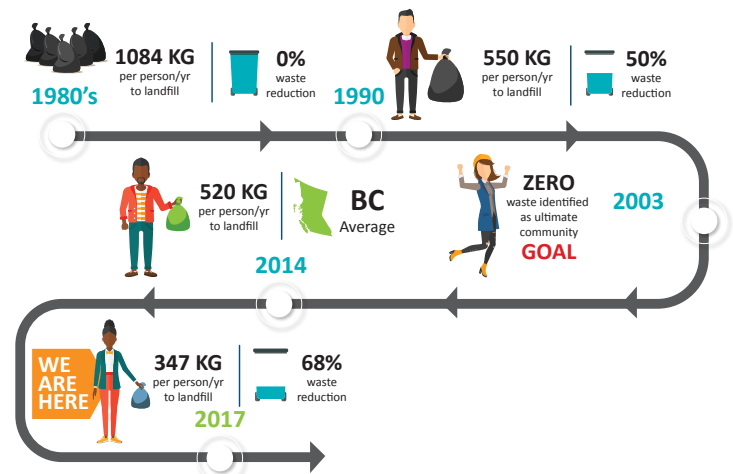 1084 KG
per person/yr
to landfill
0%
waste
reduction
1980's
1990
550 KG
per person/yr
to landfill
50%
waste
reduction
520 KG
per person/yr
to landfill
BC
Average
2014
ZERO
waste identified
as ultimate
community
GOAL
2003
WE
ARE
HERE
347 KG
per person/yr
to landfill
68%
waste
reduction
2017